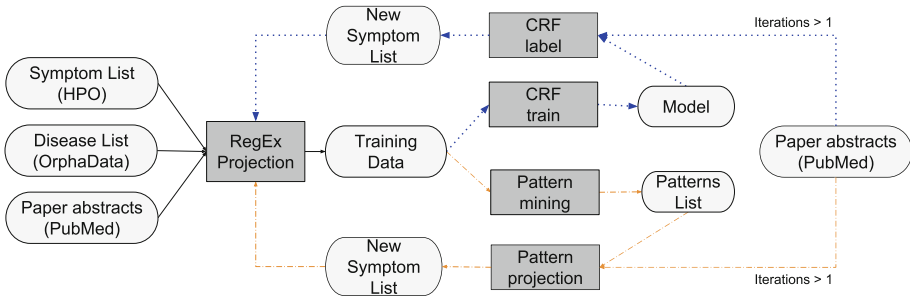 New
Symptom
List
CRF
label
Iterations > 1
Symptom List
(HPO)
Disease List
(OrphaData)
Paper abstracts
(PubMed)
RegEx
Projection
Training
Data
CRF
train
Model
Paper abstracts
(PubMed)
Pattern
mining
Patterns
List
New
Symptom
List
Pattern
projection
Iterations > 1